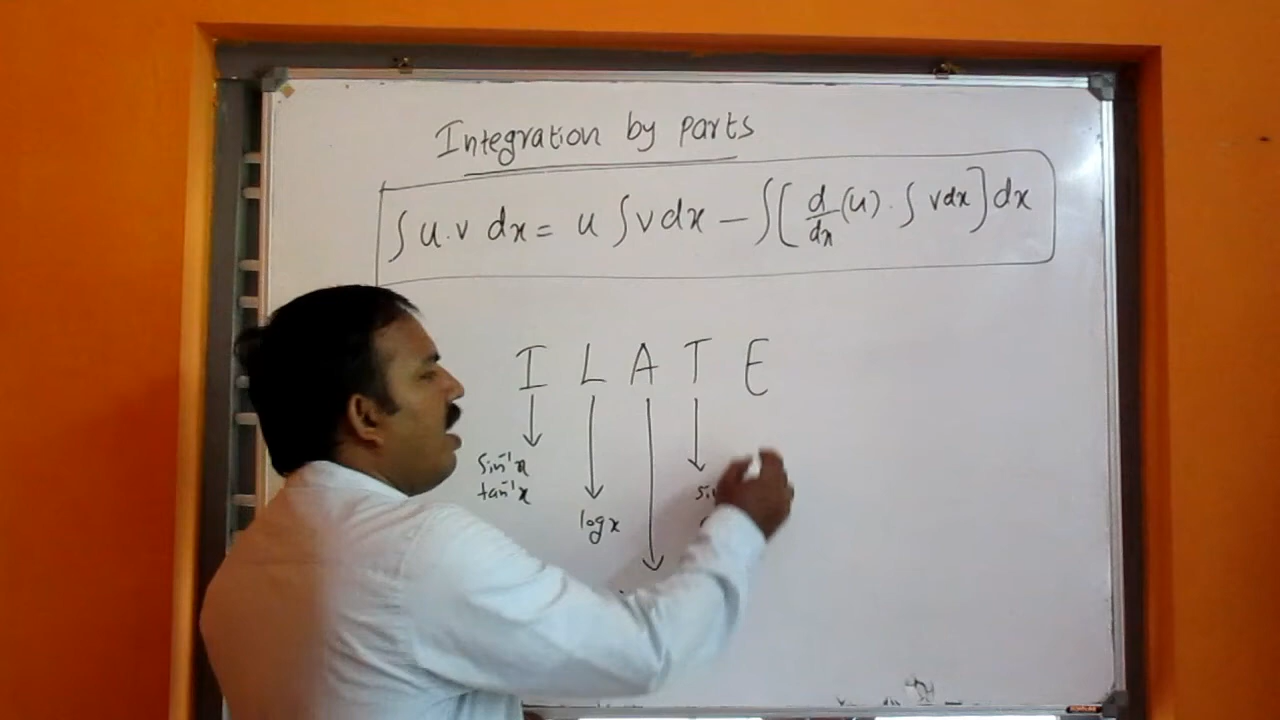 Integration by parts
∫ u.v dx = u ∫ v dx − ∫ [ d/dx (u) . ∫ v dx ] dx
I L A T E
sin⁻¹x
tan⁻¹x
log x